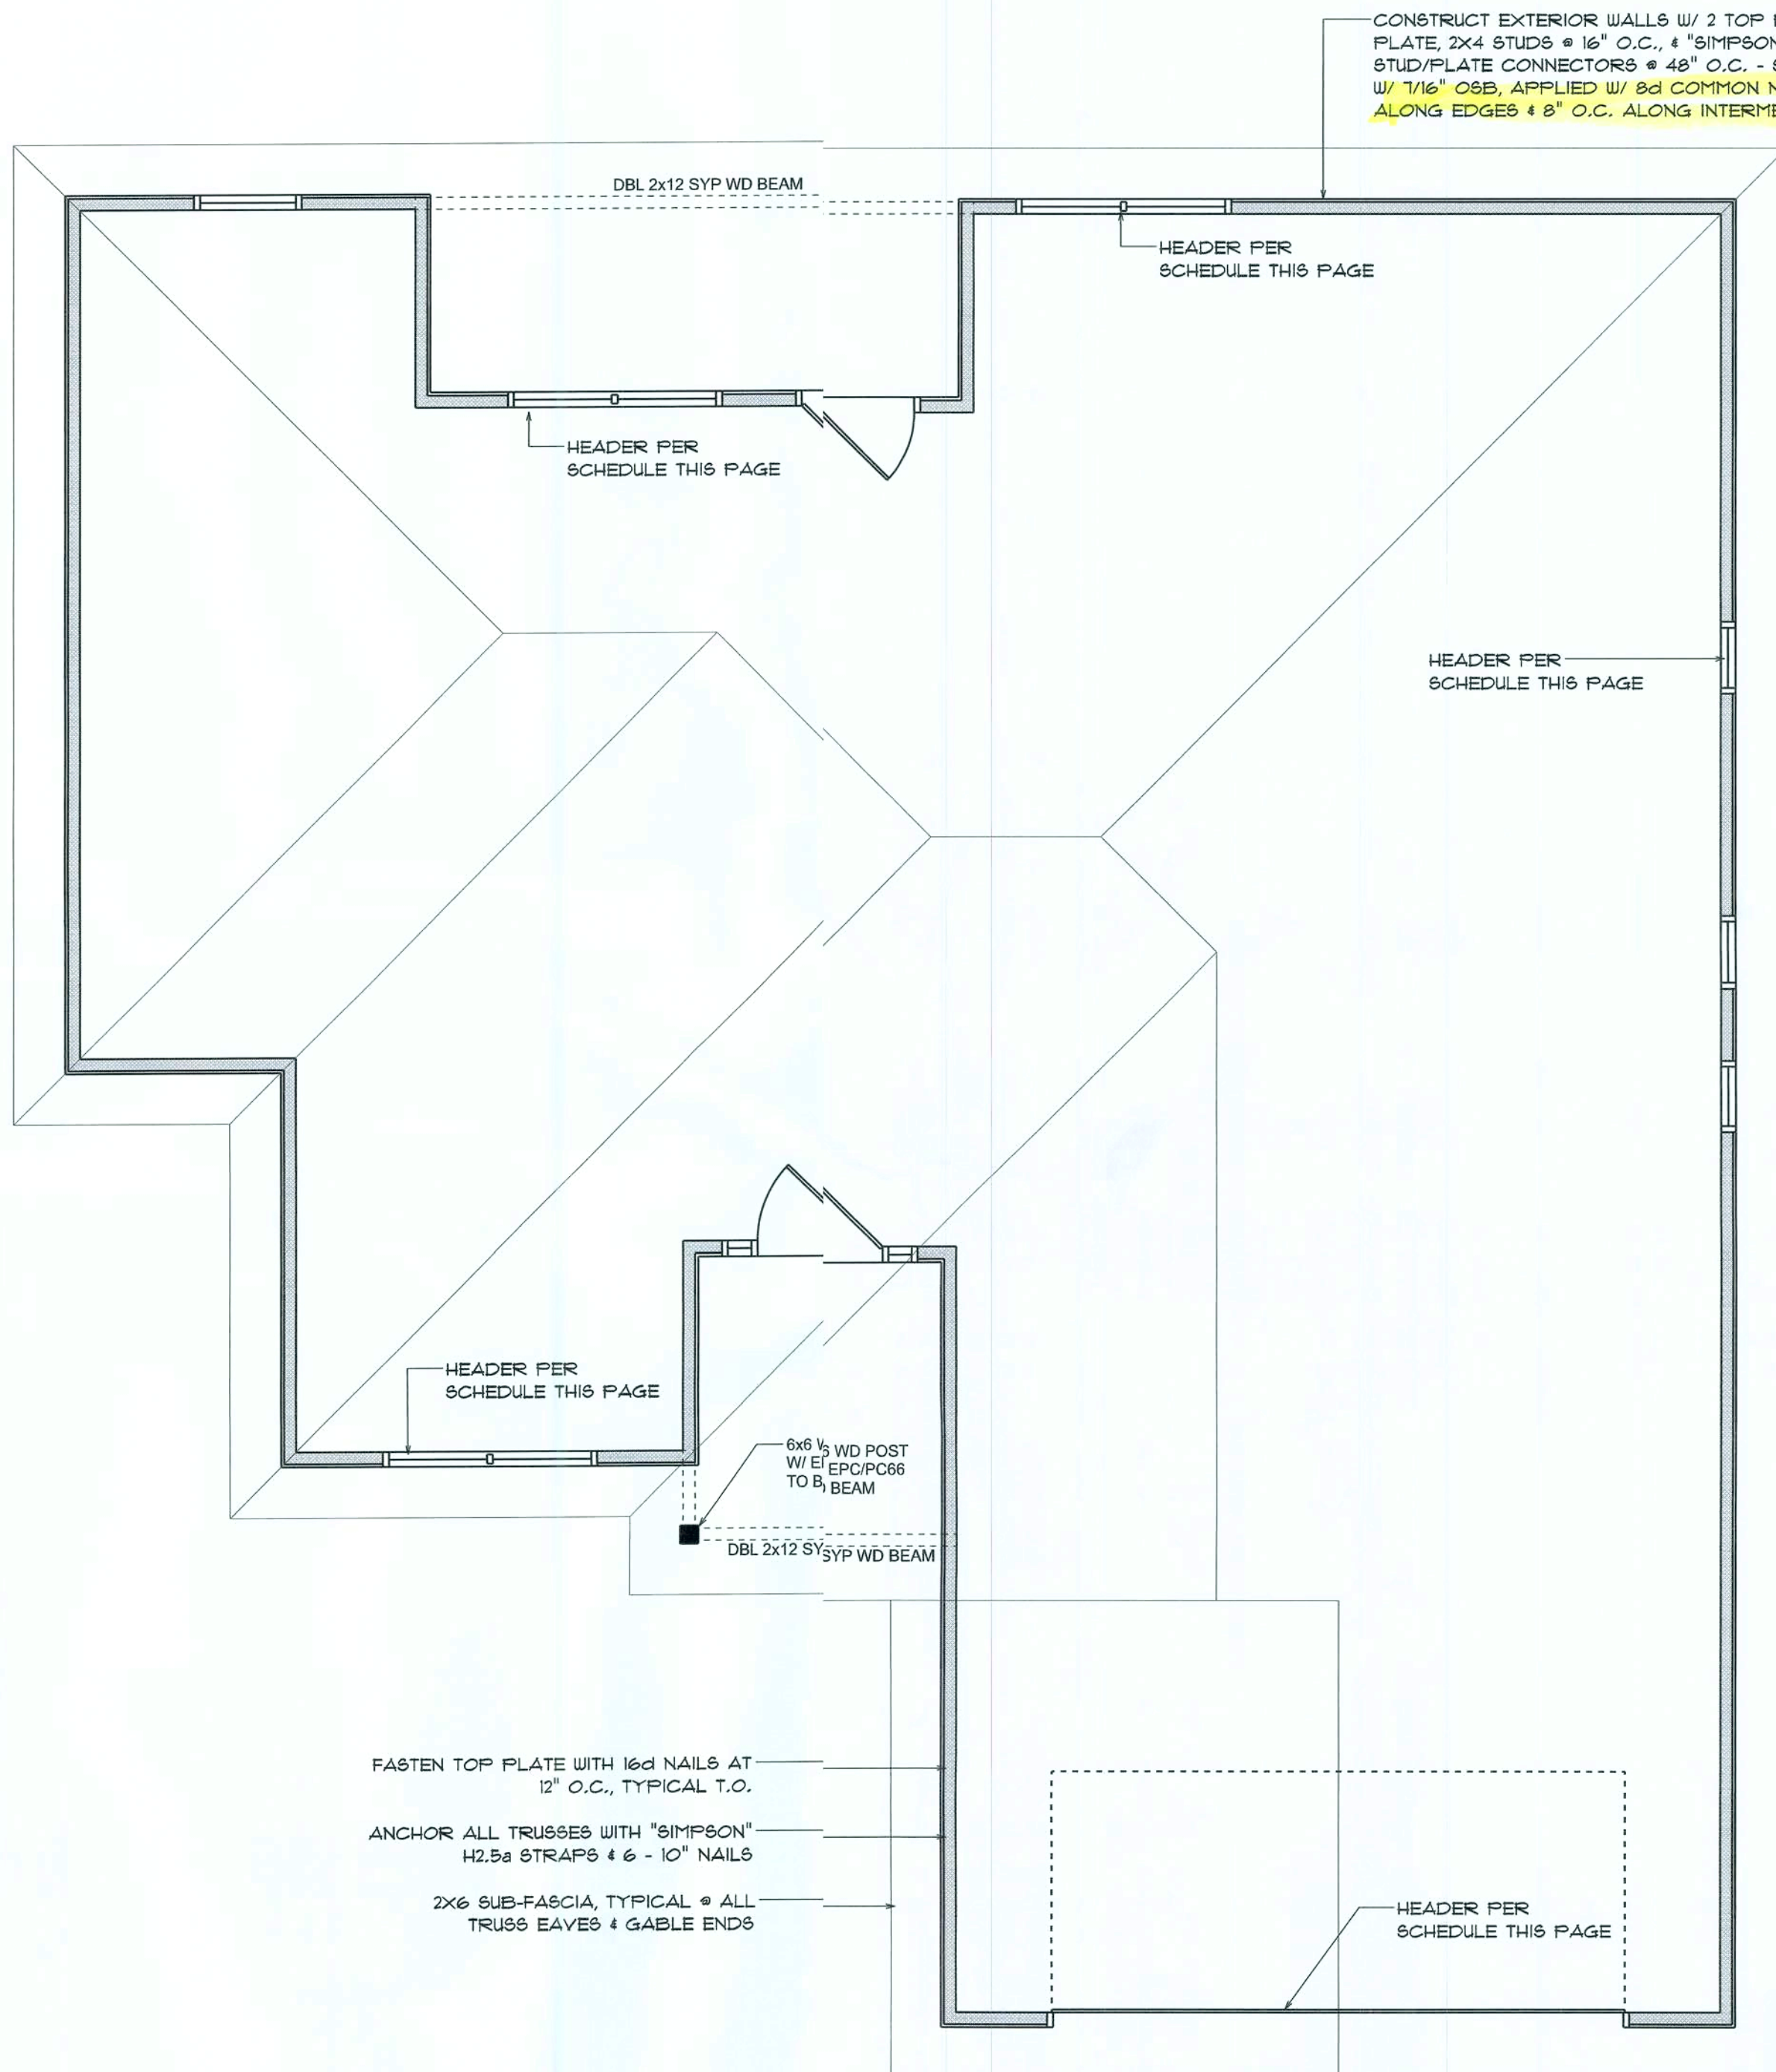 CONSTRUCT EXTERIOR WALLS W/ 2 TOP
PLATE, 2X4 STUDS @ 16" O.C., & "SIMPSON
STUD/PLATE CONNECTORS @ 48" O.C. -
W/ 7/16" OSB, APPLIED W/ 8d COMMON
ALONG EDGES & 8" O.C. ALONG
DBL 2x12 SYP WD BEAM
HEADER PER
SCHEDULE THIS PAGE
HEADER PER
SCHEDULE THIS PAGE
HEADER PER
SCHEDULE THIS PAGE
HEADER PER
SCHEDULE THIS PAGE
6x6 WD POST
W/ EPC/PC66
TO BEAM
DBL 2x12 SYP WD BEAM
FASTEN TOP PLATE WITH 16d NAILS AT
12" O.C., TYPICAL T.O.
ANCHOR ALL TRUSSES WITH "SIMPSON"
H2.5a STRAPS & 6 - 10" NAILS
2X6 SUB-FASCIA, TYPICAL @ ALL
TRUSS EAVES & GABLE ENDS
HEADER PER
SCHEDULE THIS PAGE